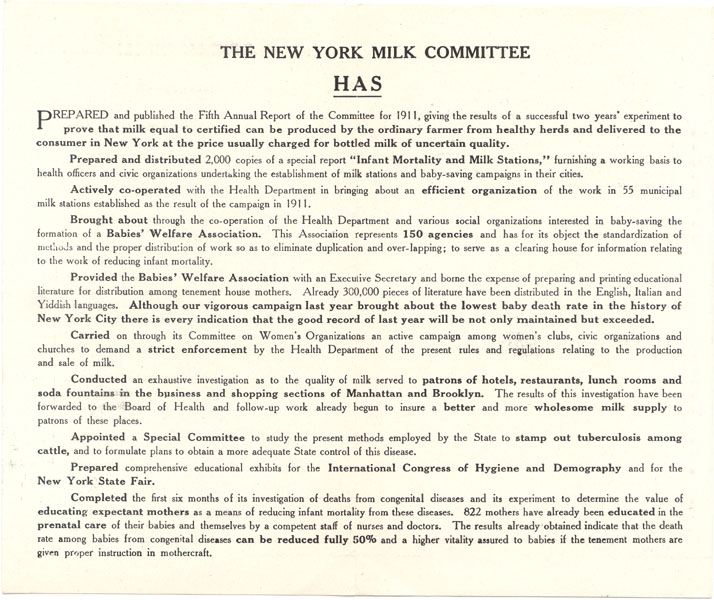 THE NEW YORK MILK COMMITTEE
HAS
PREPARED and published the Fifth Annual Report of the Committee for 1911, giving the results of a successful two years' experiment to
prove that milk equal to certified can be produced by the ordinary farmer from healthy herds and delivered to the
consumer in New York at the price usually charged for bottled milk of uncertain quality.
Prepared and distributed 2,000 copies of a special report "Infant Mortality and Milk Stations," furnishing a working basis to
health officers and civic organizations undertaking the establishment of milk stations and baby-saving campaigns in their cities.
Actively co-operated with the Health Department in bringing about an efficient organization of the work in 55 municipal
milk stations established as the result of the campaign in 1911.
Brought about through the co-operation of the Health Department and various social organizations interested in baby-saving the
formation of a Babies' Welfare Association. This Association represents 150 agencies and has for its object the standardization of
methods and the proper distribution of work so as to eliminate duplication and over-lapping; to serve as a clearing house for information relating
to the work of reducing infant mortality.
Provided the Babies' Welfare Association with an Executive Secretary and borne the expense of preparing and printing educational
literature for distribution among tenement house mothers. Already 300,000 pieces of literature have been distributed in the English, Italian and
Yiddish languages. Although our vigorous campaign last year brought about the lowest baby death rate in the history of
New York City there is every indication that the good record of last year will be not only maintained but exceeded.
Carried on through its Committee on Women's Organizations an active campaign among women's clubs, civic organizations and
churches to demand a strict enforcement by the Health Department of the present rules and regulations relating to the production
and sale of milk.
Conducted an exhaustive investigation as to the quality of milk served to patrons of hotels, restaurants, lunch rooms and
soda fountains in the business and shopping sections of Manhattan and Brooklyn. The results of this investigation have been
forwarded to the Board of Health and follow-up work already begun to insure a better and more wholesome milk supply to
patrons of these places.
Appointed a Special Committee to study the present methods employed by the State to stamp out tuberculosis among
cattle, and to formulate plans to obtain a more adequate State control of this disease.
Prepared comprehensive educational exhibits for the International Congress of Hygiene and Demography and for the
New York State Fair.
Completed the first six months of its investigation of deaths from congenital diseases and its experiment to determine the value of
educating expectant mothers as a means of reducing infant mortality from these diseases. 822 mothers have already been educated in the
prenatal care of their babies and themselves by a competent staff of nurses and doctors. The results already obtained indicate that the death
rate among babies from congenital diseases can be reduced fully 50% and a higher vitality assured to babies if the tenement mothers are
given proper instruction in mothercraft.